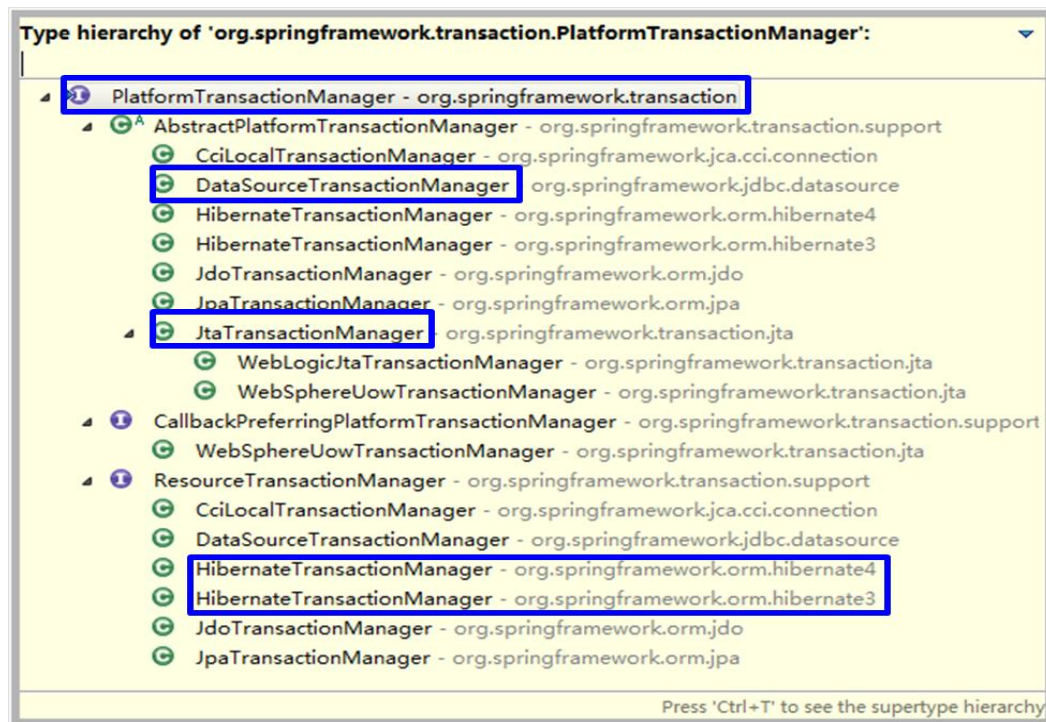 Type hierarchy of 'org.springframework.transaction.PlatformTransactionManager':
PlatformTransactionManager - org.springframework.transaction
AbstractPlatformTransactionManager - org.springframework.transaction.support
CciLocalTransactionManager - org.springframework.jca.cci.connection
DataSourceTransactionManager org.springframework.jdbc.datasource
HibernateTransactionManager - org.springframework.orm.hibernate4
HibernateTransactionManager - org.springframework.orm.hibernate3
JdoTransactionManager - org.springframework.orm.jdo
JpaTransactionManager - org.springframework.orm.jpa
JtaTransactionManager org.springframework.transaction.jta
WebLogicJtaTransactionManager - org.springframework.transaction.jta
WebSphereUowTransactionManager - org.springframework.transaction.jta
CallbackPreferringPlatformTransactionManager - org.springframework.transaction.support
WebSphereUowTransactionManager - org.springframework.transaction.jta
ResourceTransactionManager - org.springframework.transaction.support
CciLocalTransactionManager - org.springframework.jca.cci.connection
DataSourceTransactionManager - org.springframework.jdbc.datasource
HibernateTransactionManager - org.springframework.orm.hibernate4
HibernateTransactionManager - org.springframework.orm.hibernate3
JdoTransactionManager - org.springframework.orm.jdo
JpaTransactionManager - org.springframework.orm.jpa
Press 'Ctrl+T' to see the supertype hierarchy